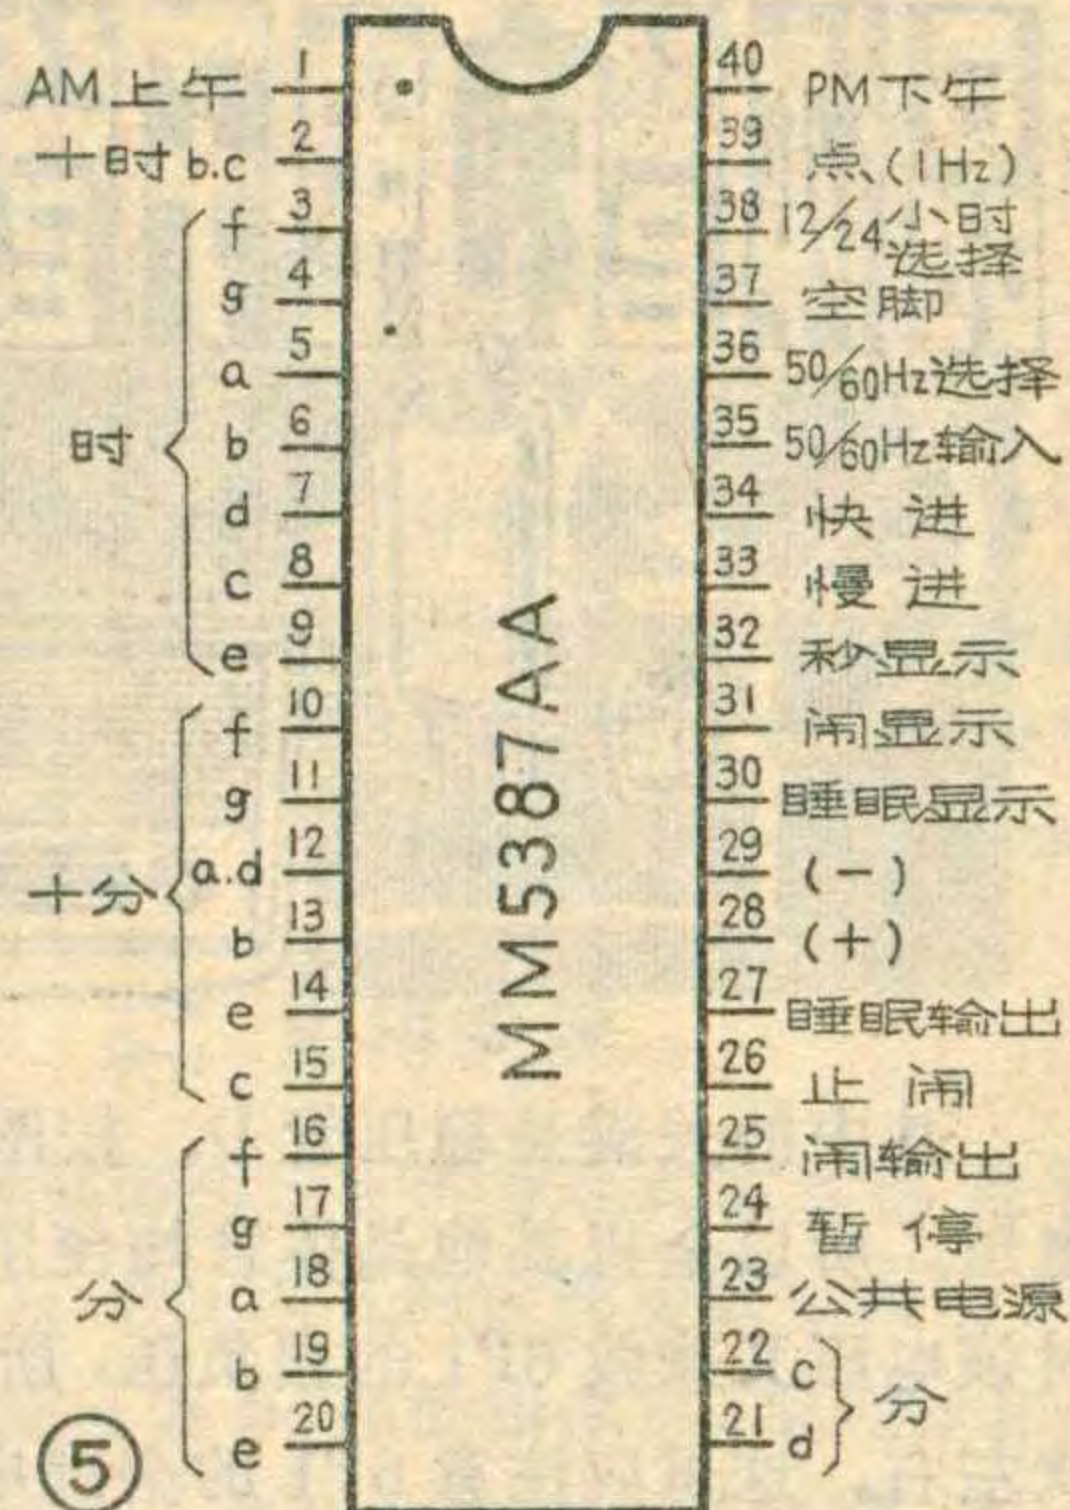 1 40
AM上午 PM下午
2 39
十时 b.c 点(1Hz)
3 38
f 12/24小时
选择
4 37
g 空脚
5 36
a 50/60Hz选择
6 35
时 b 50/60Hz输入
7 34
d 快进
8 33
c 慢进
9 32
e 秒显示
10 31
f 闹显示
11 30
g 睡眠显示
12 29
十分 a.d (-)
13 28
b (+)
14 27
e 睡眠输出
15 26
c 止闹
16 25
f 闹输出
17 24
g 暂停
18 23
分 a 公共电源
19 22
b c 分
20 21
e d
MM5387AA
⑤